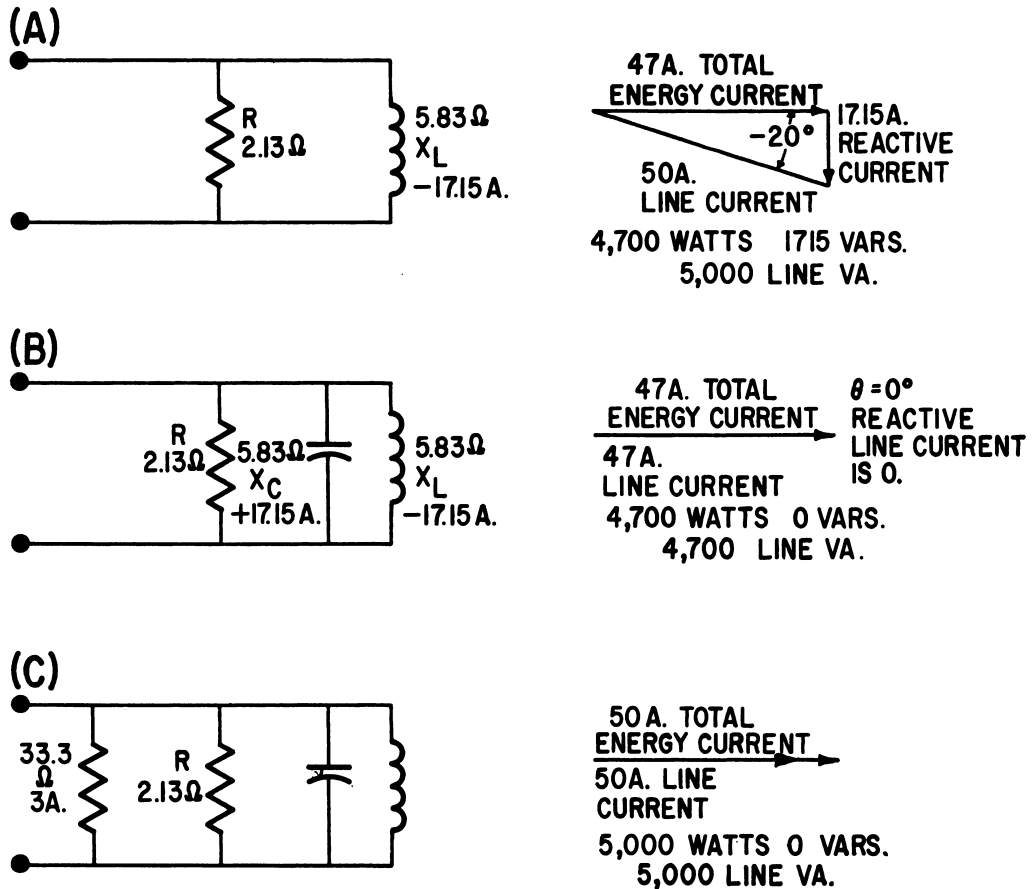 (A)
R
2.13Ω
5.83Ω
XL
−17.15A.
47A. TOTAL
ENERGY CURRENT
−20°
17.15A.
REACTIVE
CURRENT
50A.
LINE CURRENT
4,700 WATTS 1715 VARS.
5,000 LINE VA.
(B)
R
2.13Ω
5.83Ω
XC
+17.15A.
5.83Ω
XL
−17.15A.
47A. TOTAL
ENERGY CURRENT
47A.
LINE CURRENT
θ=0°
REACTIVE
LINE CURRENT
IS 0.
4,700 WATTS 0 VARS.
4,700 LINE VA.
(C)
33.3
Ω
3A.
R
2.13Ω
50A. TOTAL
ENERGY CURRENT
50A. LINE
CURRENT
5,000 WATTS 0 VARS.
5,000 LINE VA.